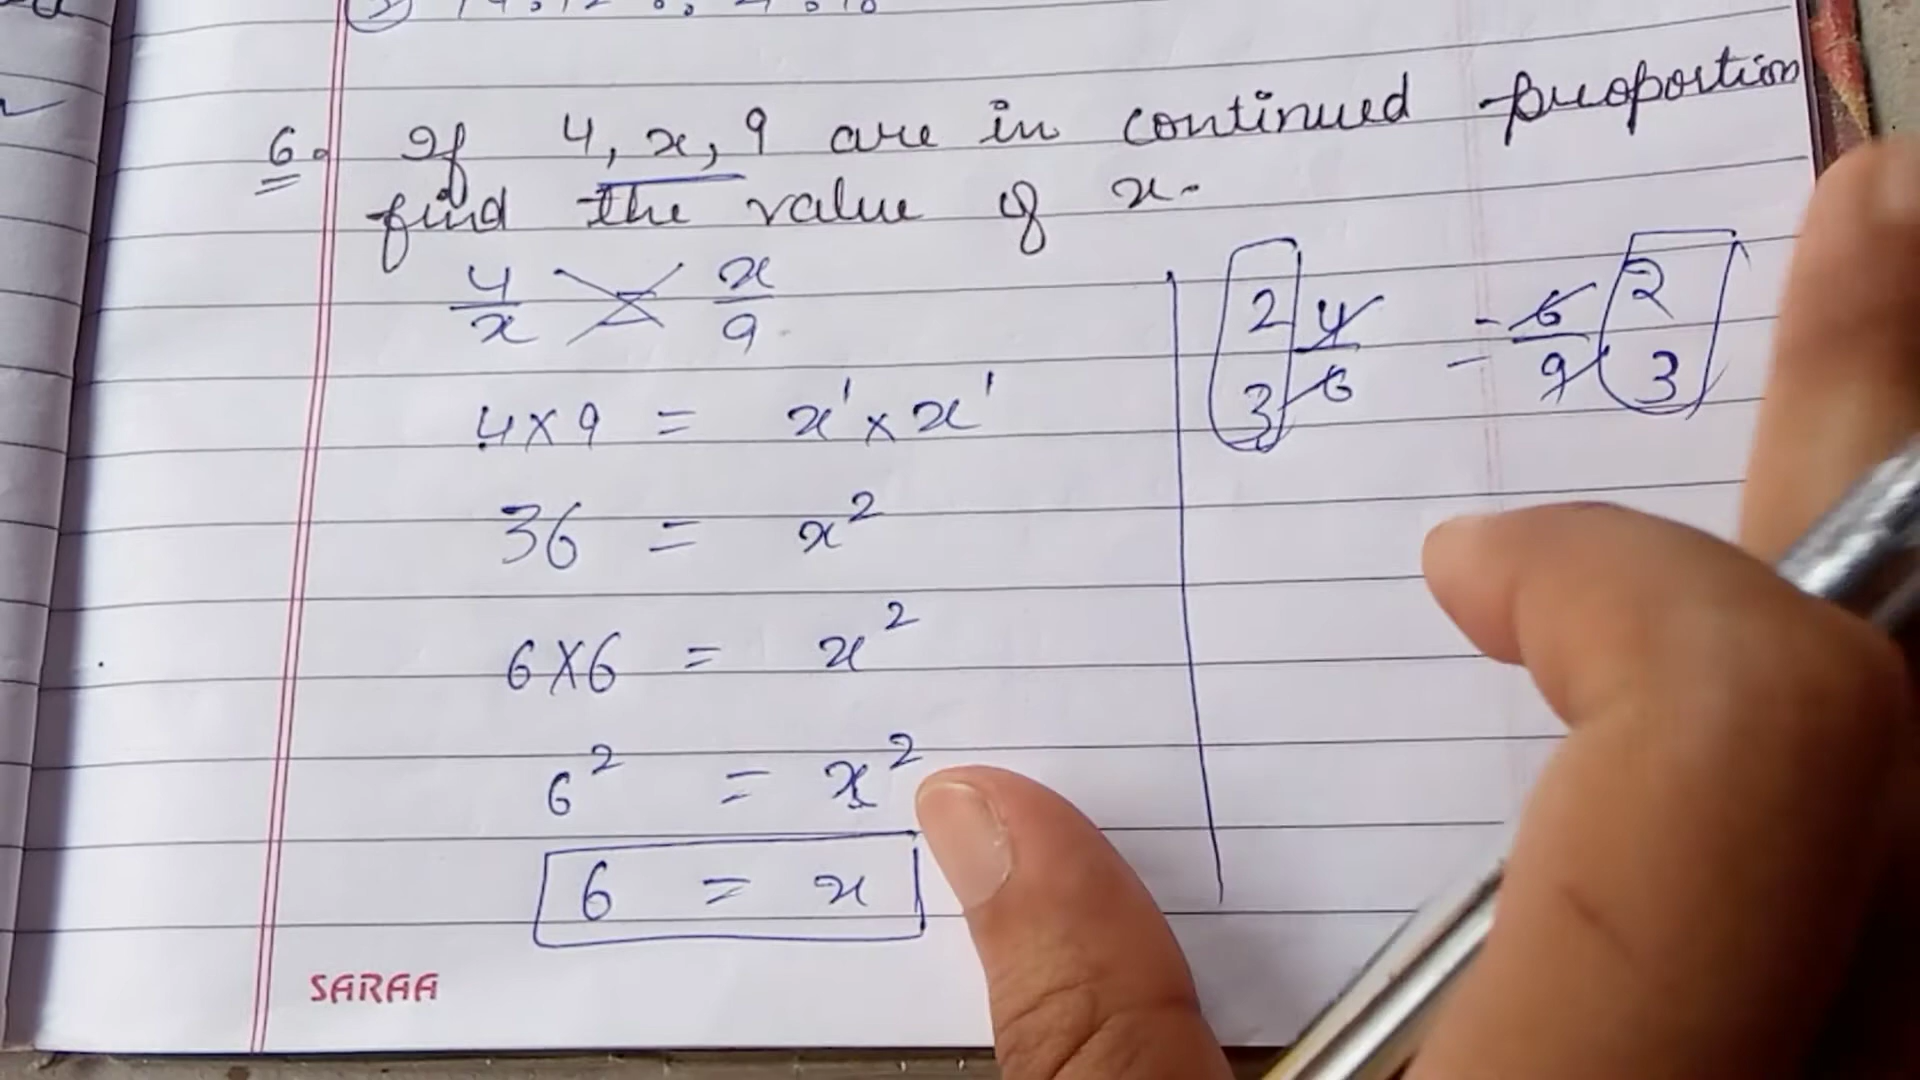 6. If 4, x, 9 are in continued proportion
find the value of x.
4/x = x/9
4 × 9 = x¹ × x¹
36 = x²
6 × 6 = x²
6² = x²
6 = x
2 4 = 6 2
3 6 9 3
SARAA